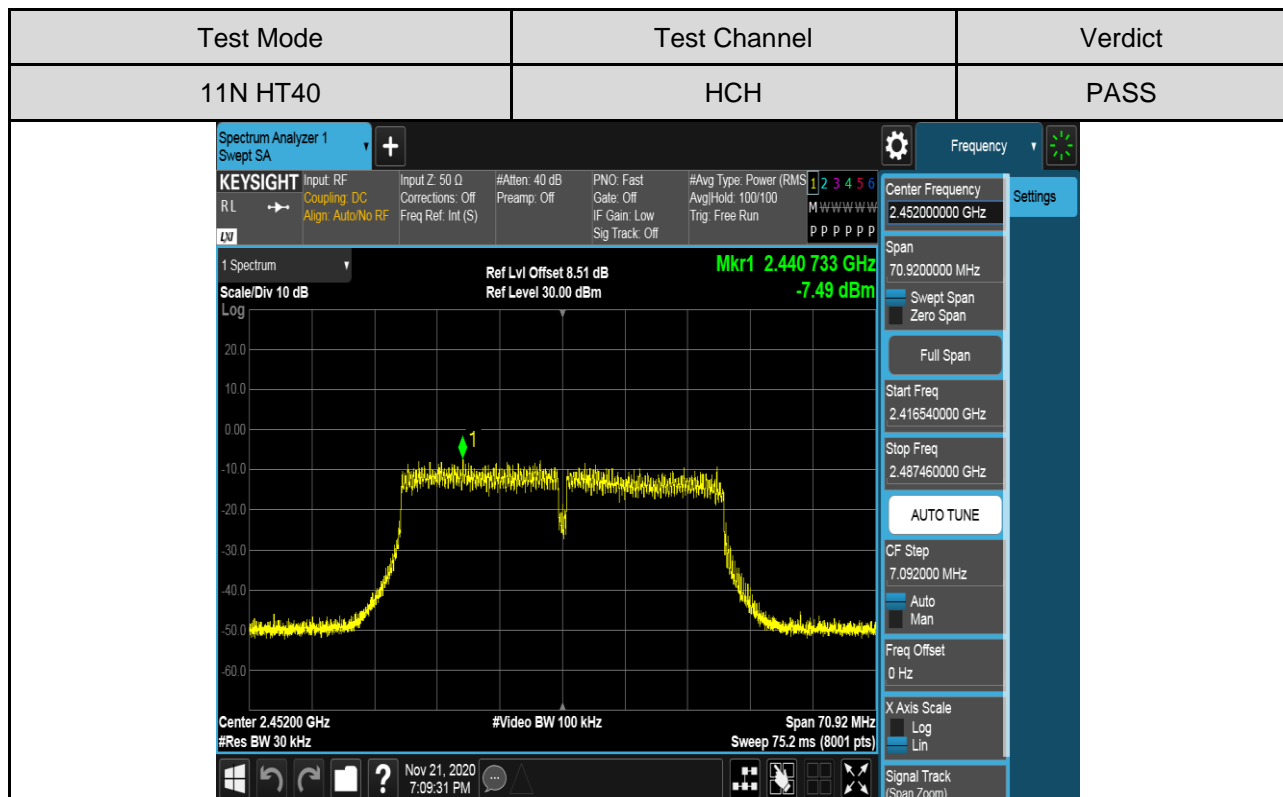 Test Mode Test Channel Verdict
11N HT40 HCH PASS
Spectrum Analyzer 1
Swept SA
+
Frequency
KEYSIGHT Input: RF Input Z: 50 Ω #Atten: 40 dB PNO: Fast #Avg Type: Power (RMS 1 2 3 4 5 6
R L Coupling: DC Corrections: Off Preamp: Off Gate: Off Avg|Hold: 100/100 M W W W W W
Align: Auto/No RF Freq Ref: Int (S) IF Gain: Low Trig: Free Run
LXI Sig Track: Off P P P P P P
1 Spectrum Ref Lvl Offset 8.51 dB Mkr1 2.440 733 GHz
Scale/Div 10 dB Ref Level 30.00 dBm -7.49 dBm
Log
20.0
10.0
0.00
1
-10.0
-20.0
-30.0
-40.0
-50.0
-60.0
Center 2.45200 GHz #Video BW 100 kHz Span 70.92 MHz
#Res BW 30 kHz Sweep 75.2 ms (8001 pts)
? Nov 21, 2020
7:09:31 PM
Center Frequency
2.452000000 GHz
Settings
Span
70.9200000 MHz
Swept Span
Zero Span
Full Span
Start Freq
2.416540000 GHz
Stop Freq
2.487460000 GHz
AUTO TUNE
CF Step
7.092000 MHz
Auto
Man
Freq Offset
0 Hz
X Axis Scale
Log
Lin
Signal Track
(Span Zoom)